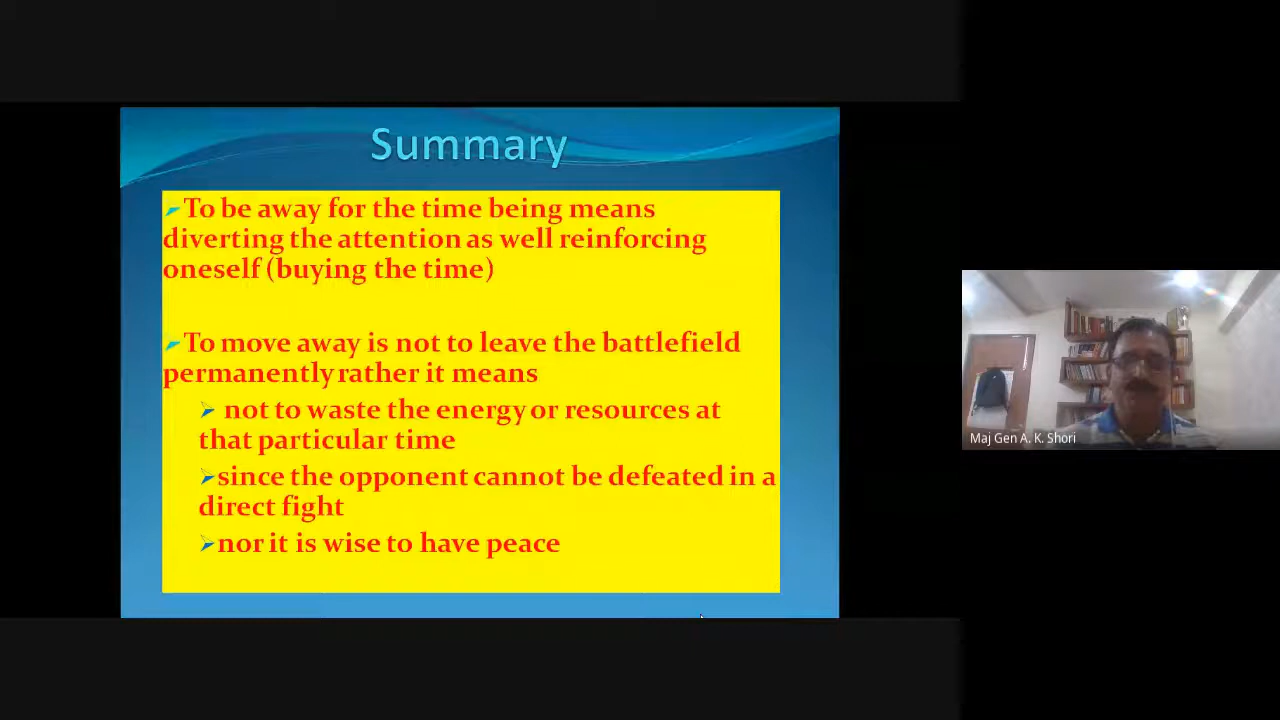 Summary
To be away for the time being means
diverting the attention as well reinforcing
oneself (buying the time)
To move away is not to leave the battlefield
permanently rather it means
not to waste the energy or resources at
that particular time
since the opponent cannot be defeated in a
direct fight
nor it is wise to have peace
Maj Gen A. K. Shori